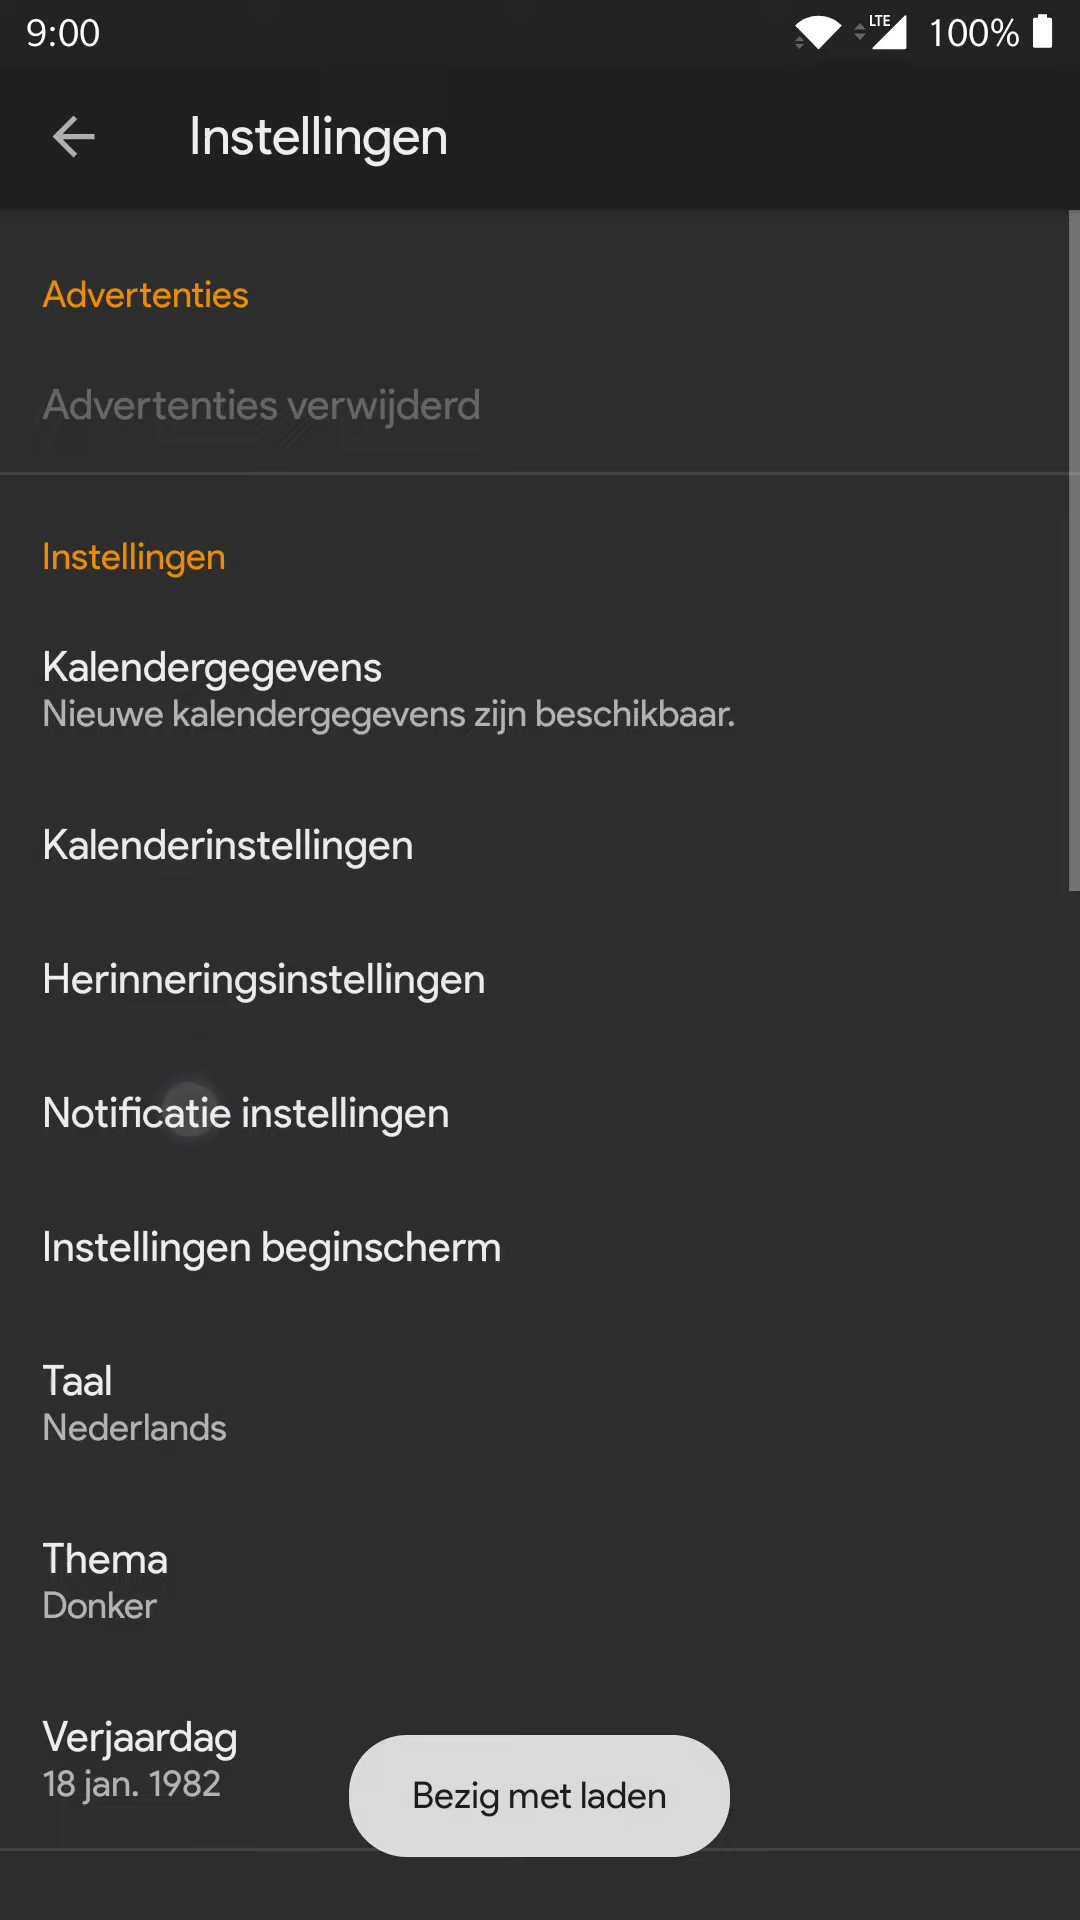 9:00
LTE 100%
Instellingen
Advertenties
Advertenties verwijderd
Instellingen
Kalendergegevens
Nieuwe kalendergegevens zijn beschikbaar.
Kalenderinstellingen
Herinneringsinstellingen
Notificatie instellingen
Instellingen beginscherm
Taal
Nederlands
Thema
Donker
Verjaardag
18 jan. 1982
Bezig met laden